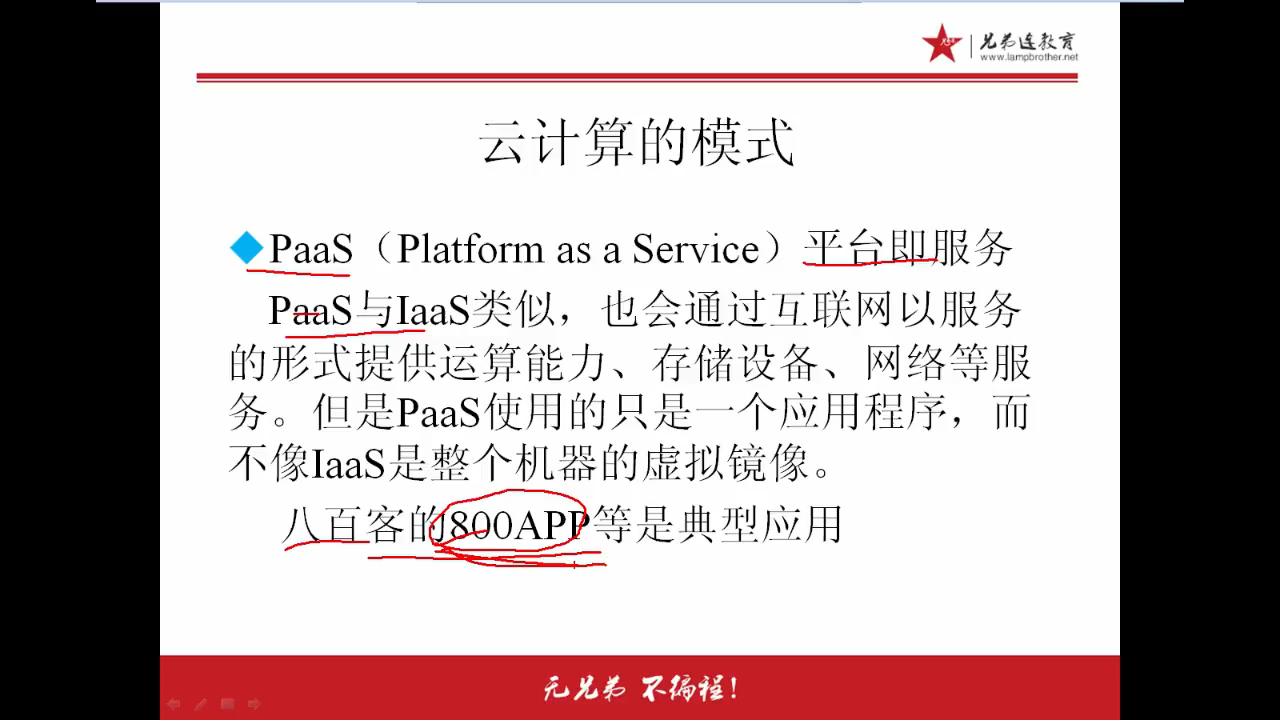 兄弟连教育
www.lampbrother.net
云计算的模式
PaaS（Platform as a Service）平台即服务
PaaS与IaaS类似，也会通过互联网以服务
的形式提供运算能力、存储设备、网络等服
务。但是PaaS使用的只是一个应用程序，而
不像IaaS是整个机器的虚拟镜像。
八百客的800APP等是典型应用
无兄弟 不编程！